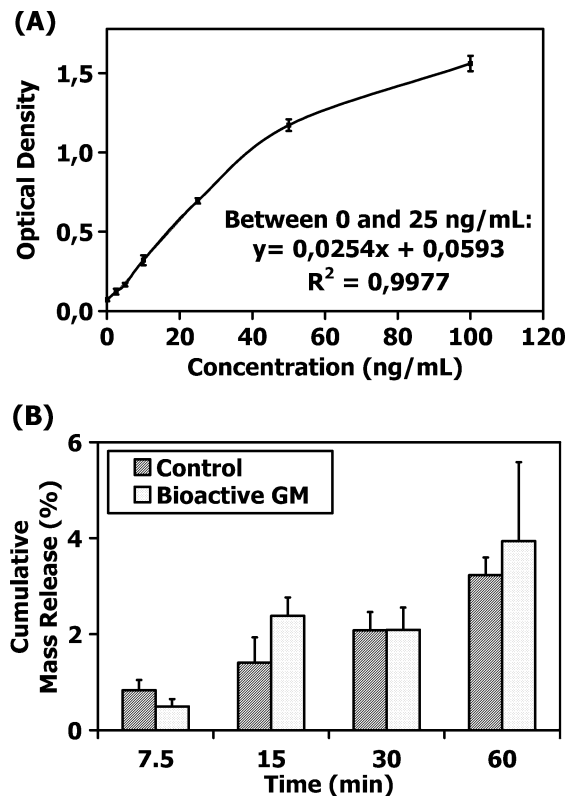 (A)
Optical Density
1,5
1,0
0,5
0,0
Between 0 and 25 ng/mL:
y= 0,0254x + 0,0593
R² = 0,9977
0 20 40 60 80 100 120
Concentration (ng/mL)
(B)
Cumulative
Mass Release (%)
6
4
2
0
Control
Bioactive GM
7.5 15 30 60
Time (min)